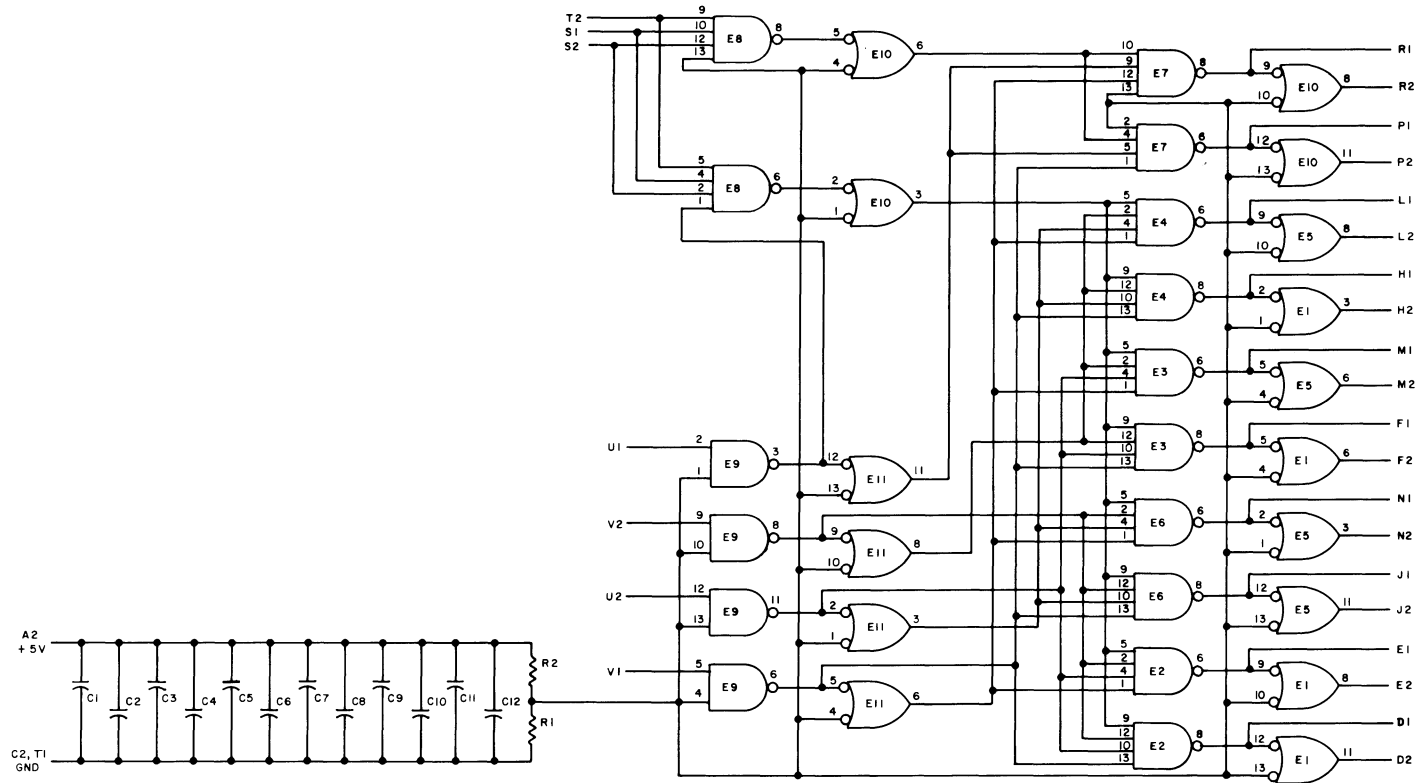 T2 9
S1 10
S2 12
13
E8 8
5
4
E10 6
10
9
12
13
E7 8
9
10
E10 8
R1
R2
2
4
5
1
E7 6
12
13
E10 11
P1
P2
5
4
2
1
E8 6
2
1
E10 3
5
2
4
1
E4 6
9
10
E5 8
L1
L2
9
12
10
13
E4 8
2
1
E1 3
H1
H2
5
2
4
1
E3 6
5
4
E5 6
M1
M2
9
12
10
13
E3 8
5
4
E1 6
F1
F2
U1 2
1
E9 3
12
13
E11 11
5
2
4
1
E6 6
2
1
E5 3
N1
N2
V2 9
10
E9 8
9
10
E11 8
9
12
10
13
E6 8
12
13
E5 11
J1
J2
U2 12
13
E9 11
2
1
E11 3
5
2
4
1
E2 6
9
10
E1 8
E1
E2
V1 5
4
E9 6
5
4
E11 6
9
12
10
13
E2 8
12
13
E1 11
D1
D2
A2
+ 5V
C1 C2 C3 C4 C5 C6 C7 C8 C9 C10 C11 C12
R2
R1
C2, T1
GND